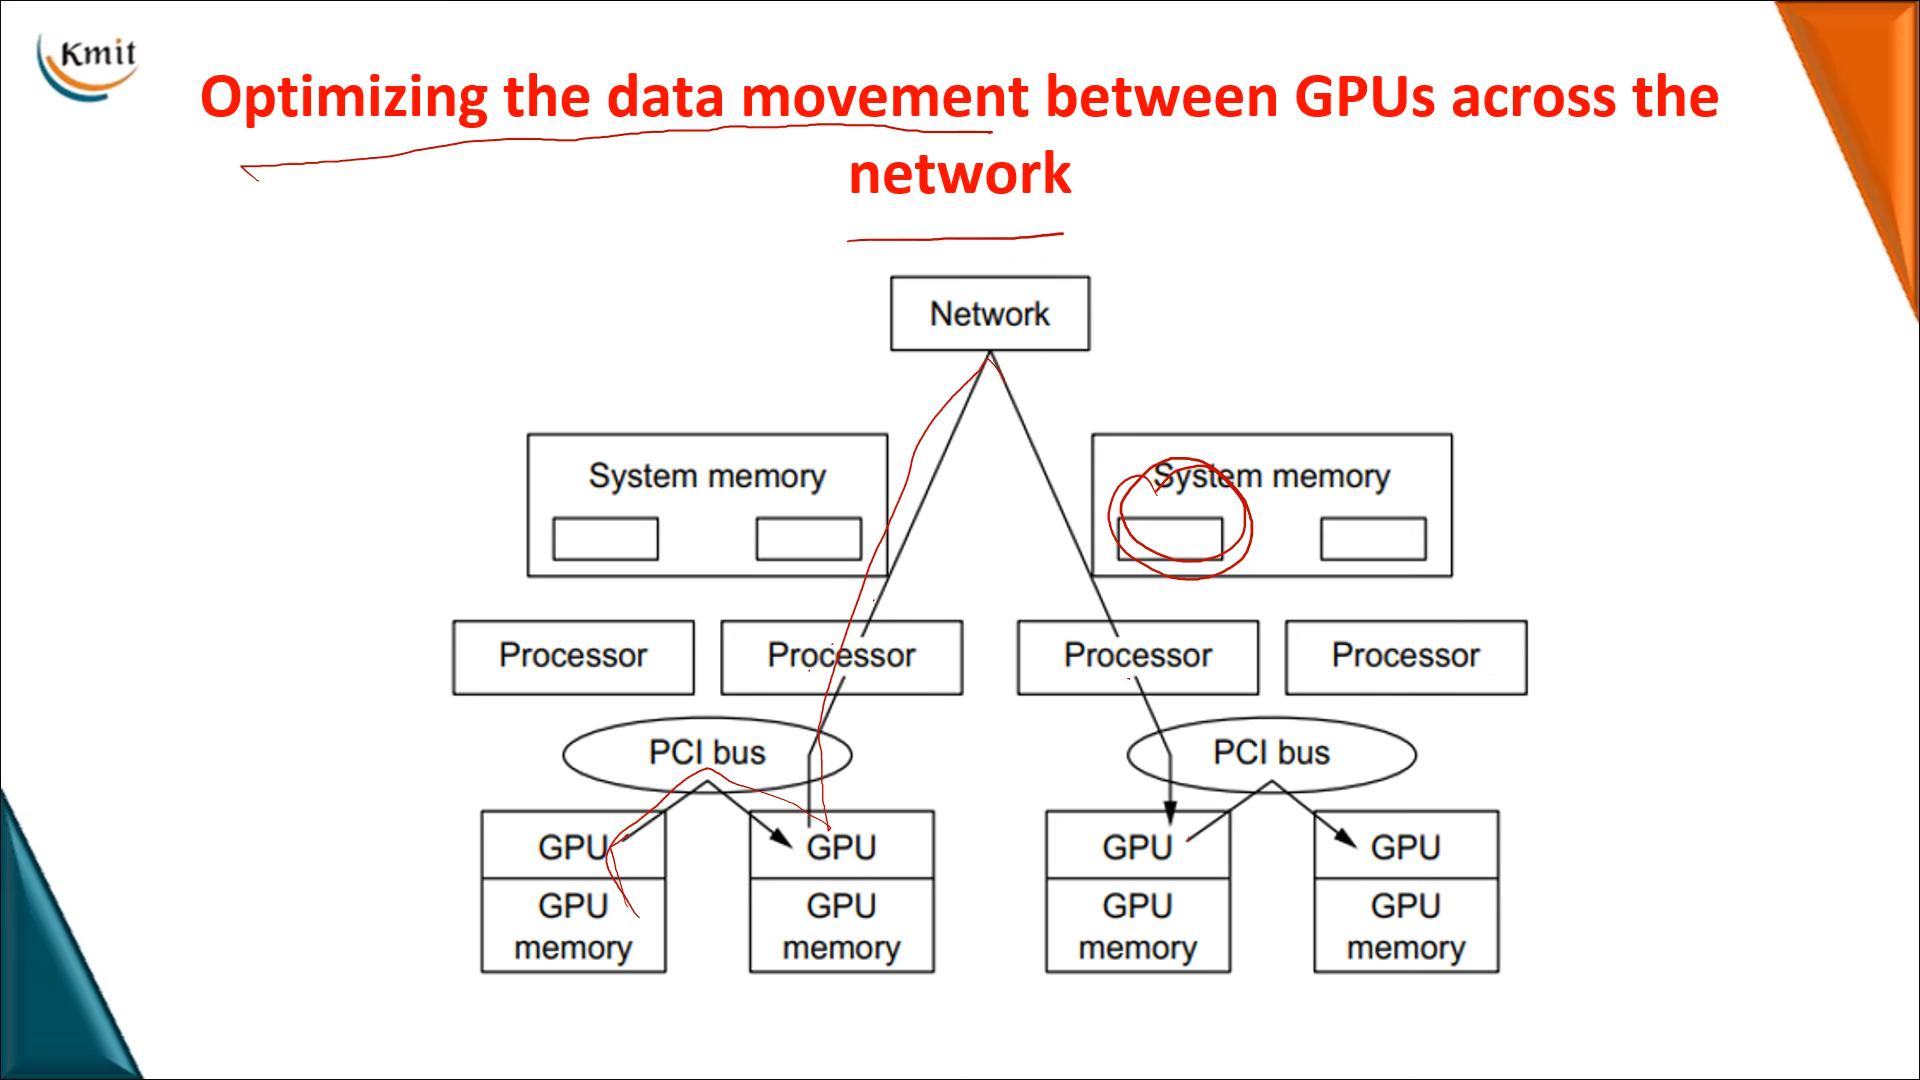 Kmit
Optimizing the data movement between GPUs across the
network
Network
System memory
System memory
Processor
Processor
Processor
Processor
PCI bus
PCI bus
GPU
GPU
GPU
GPU
GPU
memory
GPU
memory
GPU
memory
GPU
memory